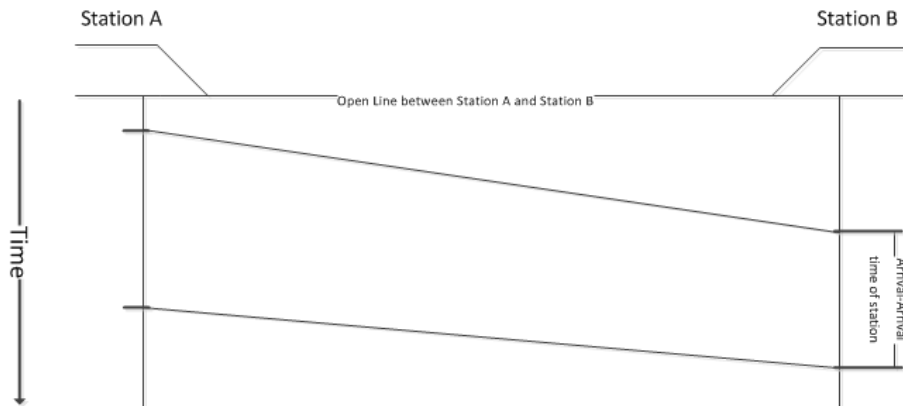 Station A
Station B
Open Line between Station A and Station B
Time
Arrival-Arrival
time of station